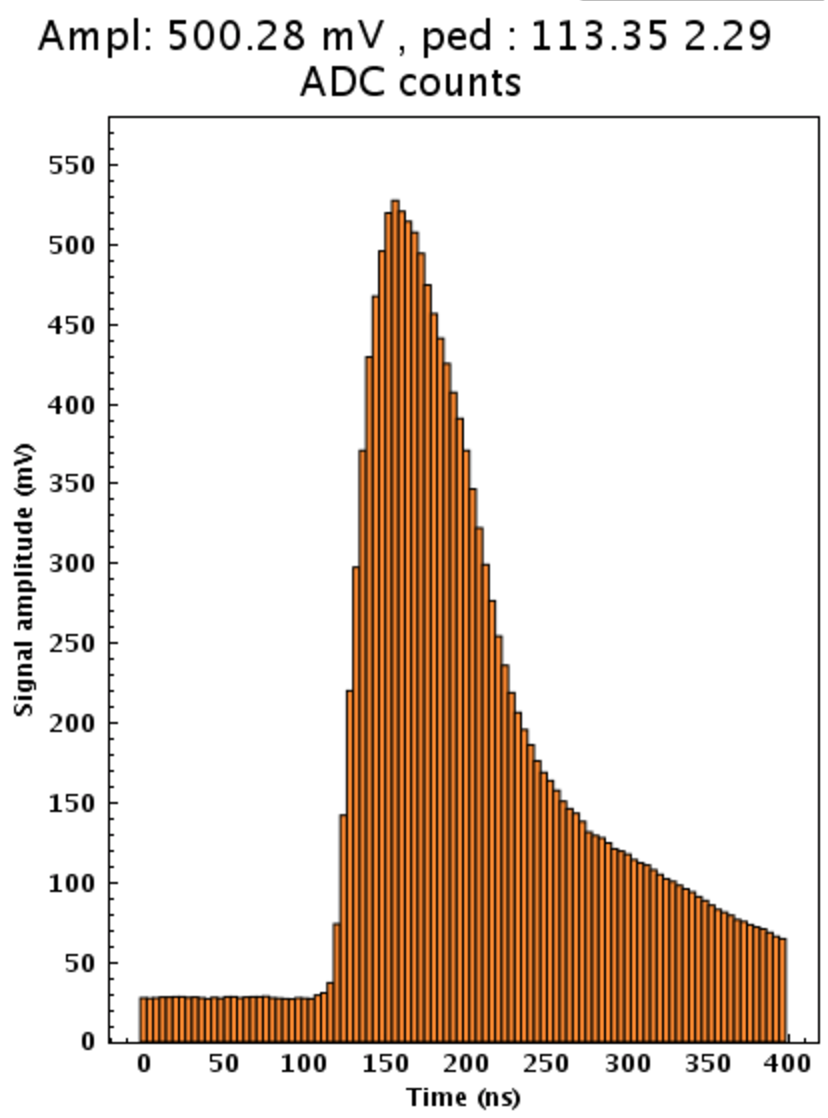 Ampl: 500.28 mV , ped : 113.35 2.29
ADC counts
550
500
450
400
350
300
250
200
150
100
50
0
Signal amplitude (mV)
0 50 100 150 200 250 300 350 400
Time (ns)